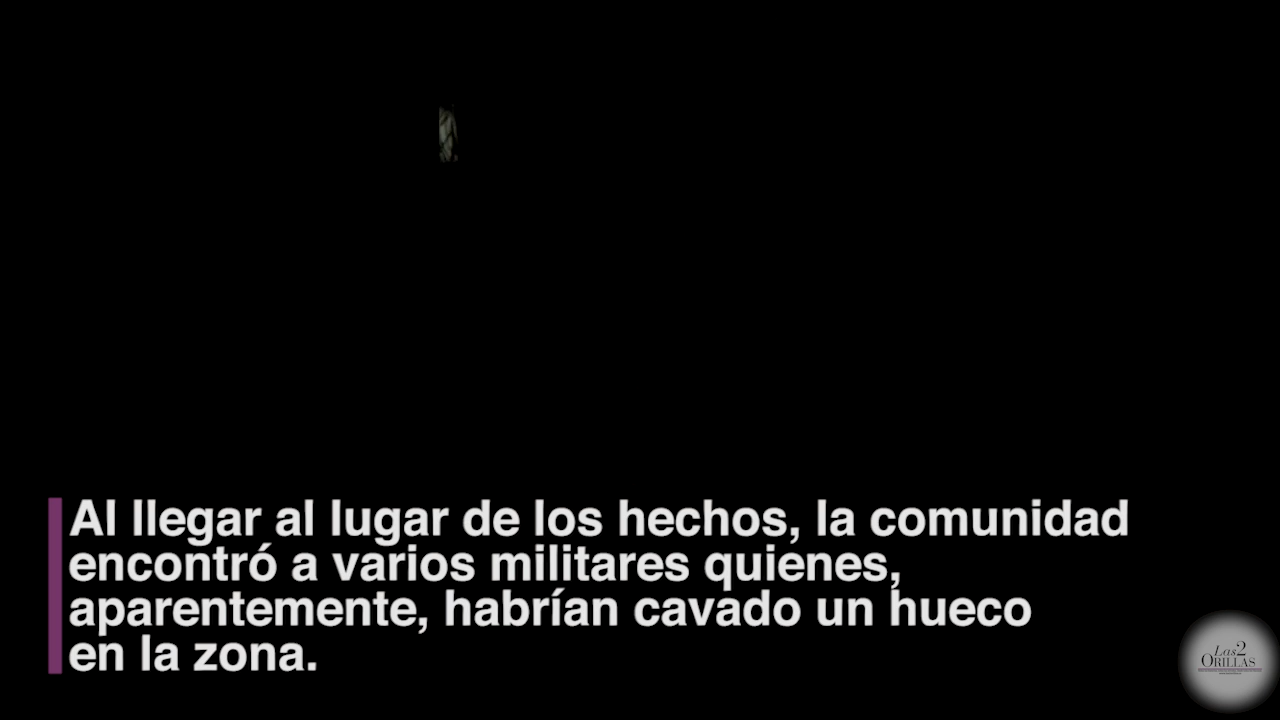 Al llegar al lugar de los hechos, la comunidad
encontró a varios militares quienes,
aparentemente, habrían cavado un hueco
en la zona.
Las2
ORILLAS